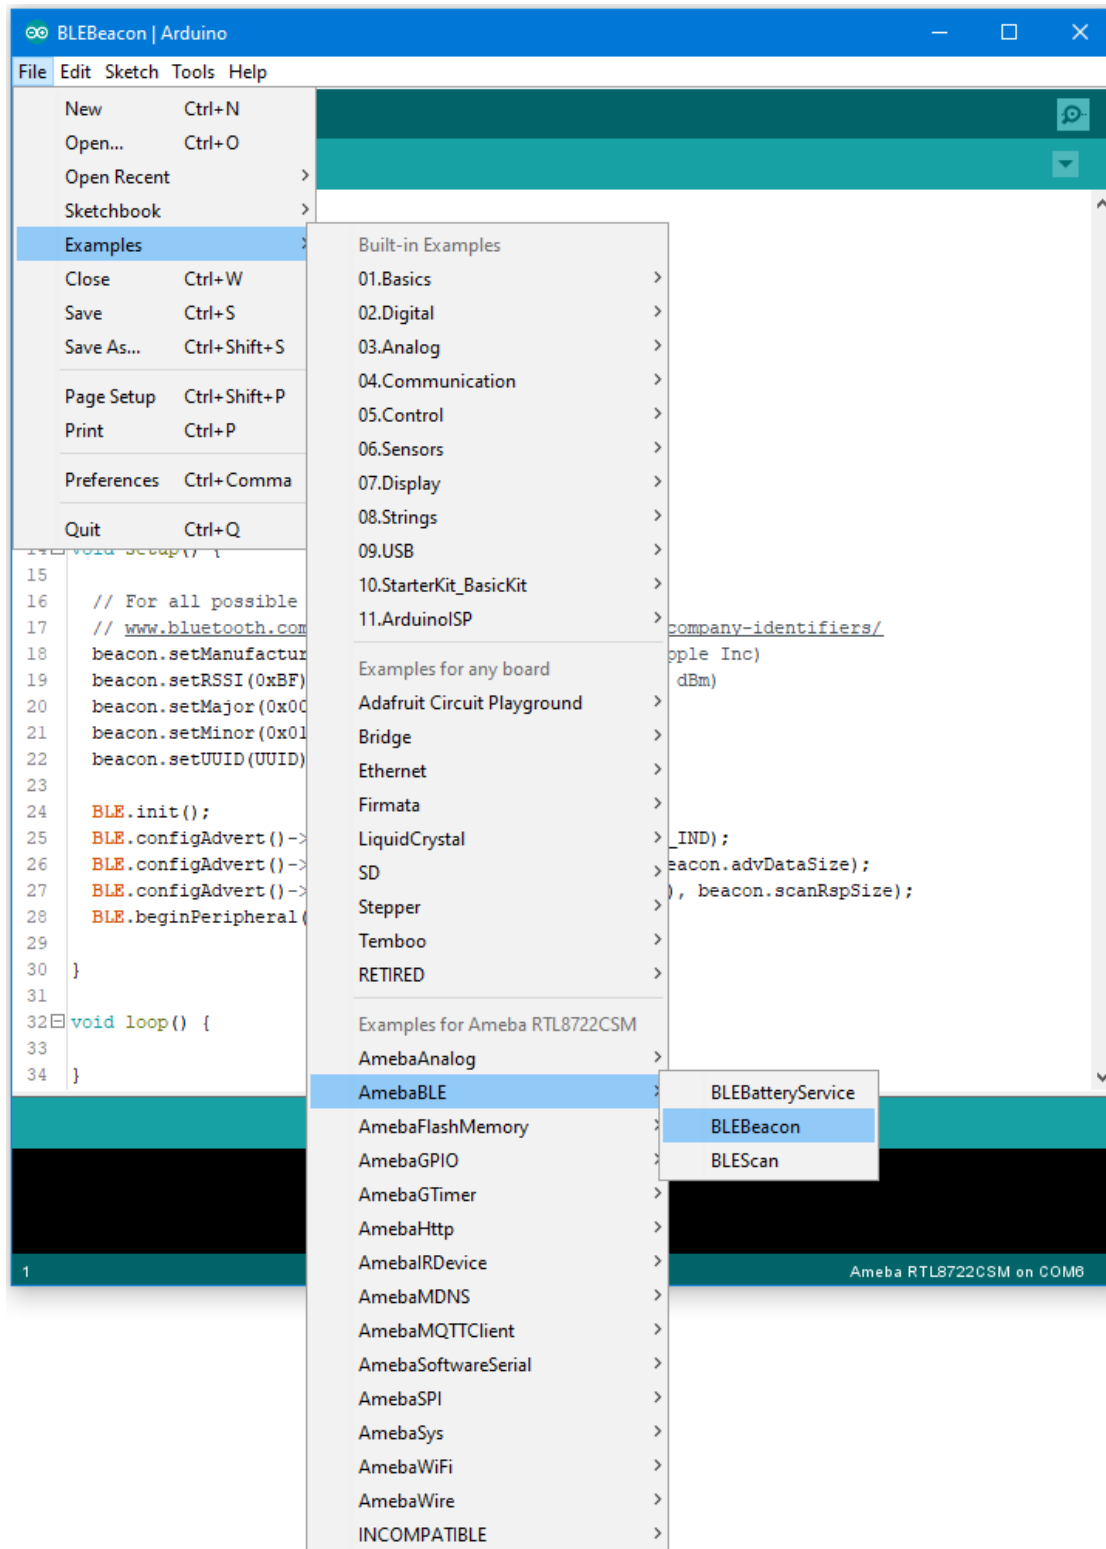 BLEBeacon | Arduino
File Edit Sketch Tools Help
New Ctrl+N
Open... Ctrl+O
Open Recent
Sketchbook
Examples
Close Ctrl+W
Save Ctrl+S
Save As... Ctrl+Shift+S
Page Setup Ctrl+Shift+P
Print Ctrl+P
Preferences Ctrl+Comma
Quit Ctrl+Q
Built-in Examples
01.Basics
02.Digital
03.Analog
04.Communication
05.Control
06.Sensors
07.Display
08.Strings
09.USB
10.StarterKit_BasicKit
11.ArduinoISP
Examples for any board
Adafruit Circuit Playground
Bridge
Ethernet
Firmata
LiquidCrystal
SD
Stepper
Temboo
RETIRED
Examples for Ameba RTL8722CSM
AmebaAnalog
AmebaBLE
AmebaFlashMemory
AmebaGPIO
AmebaGTimer
AmebaHttp
AmebaIRDevice
AmebaMDNS
AmebaMQTTClient
AmebaSoftwareSerial
AmebaSPI
AmebaSys
AmebaWiFi
AmebaWire
INCOMPATIBLE
BLEBatteryService
BLEBeacon
BLEScan
14 void setup() {
15
16 // For all possible
17 // www.bluetooth.com company-identifiers/
18 beacon.setManufactur pple Inc)
19 beacon.setRSSI(0xBF) dBm)
20 beacon.setMajor(0x00
21 beacon.setMinor(0x01
22 beacon.setUUID(UUID)
23
24 BLE.init();
25 BLE.configAdvert()-> _IND);
26 BLE.configAdvert()-> eacon.advDataSize);
27 BLE.configAdvert()-> ), beacon.scanRspSize);
28 BLE.beginPeripheral(
29
30 }
31
32 void loop() {
33
34 }
1 Ameba RTL8722CSM on COM6